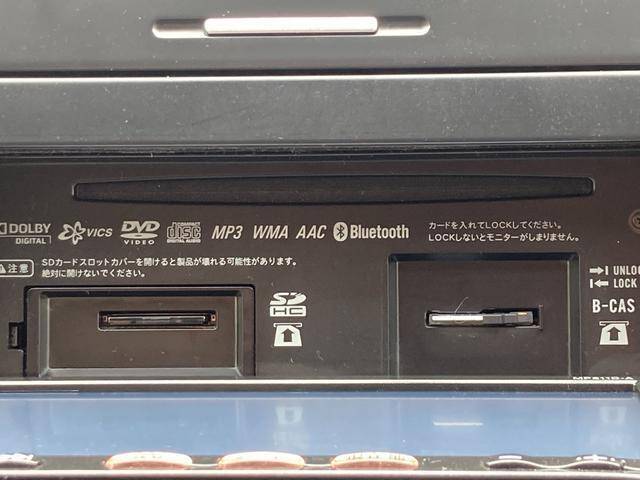 DOLBY
DIGITAL
VICS
DVD
VIDEO
COMPACT
disc
DIGITAL AUDIO
MP3 WMA AAC
Bluetooth
カードを入れてLOCKしてください。
LOCKしないとモニターがしまりません。
注意
SDカードスロットカバーを開けると製品が壊れる可能性があります。
絶対に開けないでください。
SD
HC
UNLOC
LOCK
B-CAS